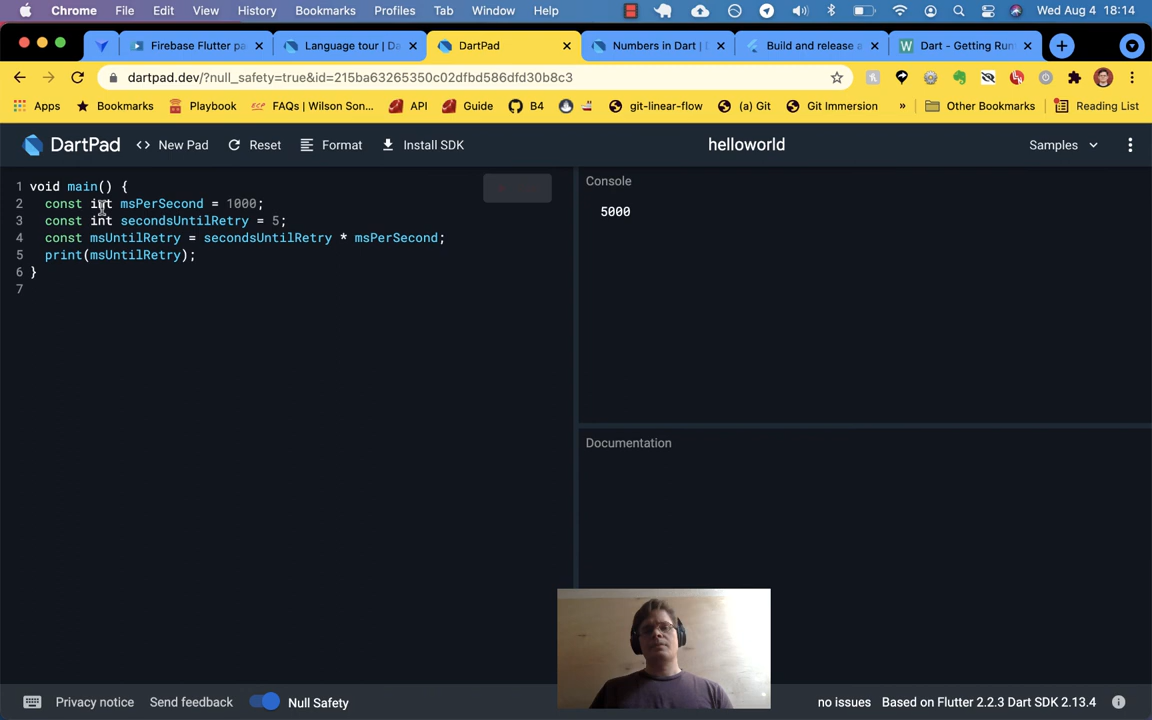 Chrome File Edit View History Bookmarks Profiles Tab Window Help Wed Aug 4 18:14
Firebase Flutter pa Language tour | Da DartPad Numbers in Dart | D Build and release a Dart - Getting Run
dartpad.dev/?null_safety=true&id=215ba63265350c02dfbd586dfd30b8c3
Apps Bookmarks Playbook FAQs | Wilson Son... API Guide B4 git-linear-flow (a) Git Git Immersion » Other Bookmarks Reading List
DartPad <> New Pad Reset Format Install SDK helloworld Samples
1 void main() {
2 const int msPerSecond = 1000;
3 const int secondsUntilRetry = 5;
4 const msUntilRetry = secondsUntilRetry * msPerSecond;
5 print(msUntilRetry);
6 }
7
Console
5000
Documentation
Privacy notice Send feedback Null Safety no issues Based on Flutter 2.2.3 Dart SDK 2.13.4